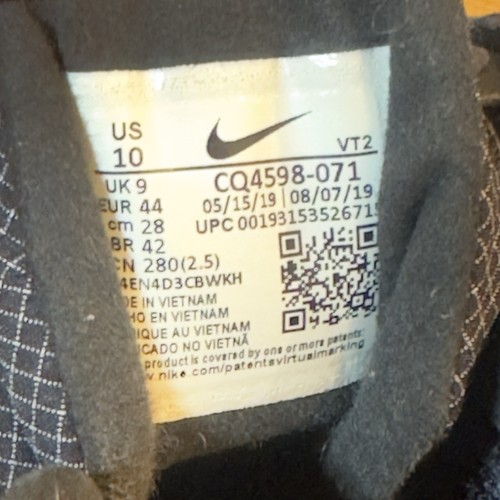 US
10
VT2
UK 9
CQ4598-071
EUR 44
05/15/19 08/07/19
cm 28
UPC 00193153526715
BR 42
CN 280(2.5)
4EN4D3CBWKH
DE IN VIETNAM
HO EN VIETNAM
IQUE AU VIETNAM
CADO NO VIETNÃ
product is covered by one or more patents:
w.nike.com/patentsvirtualmarking